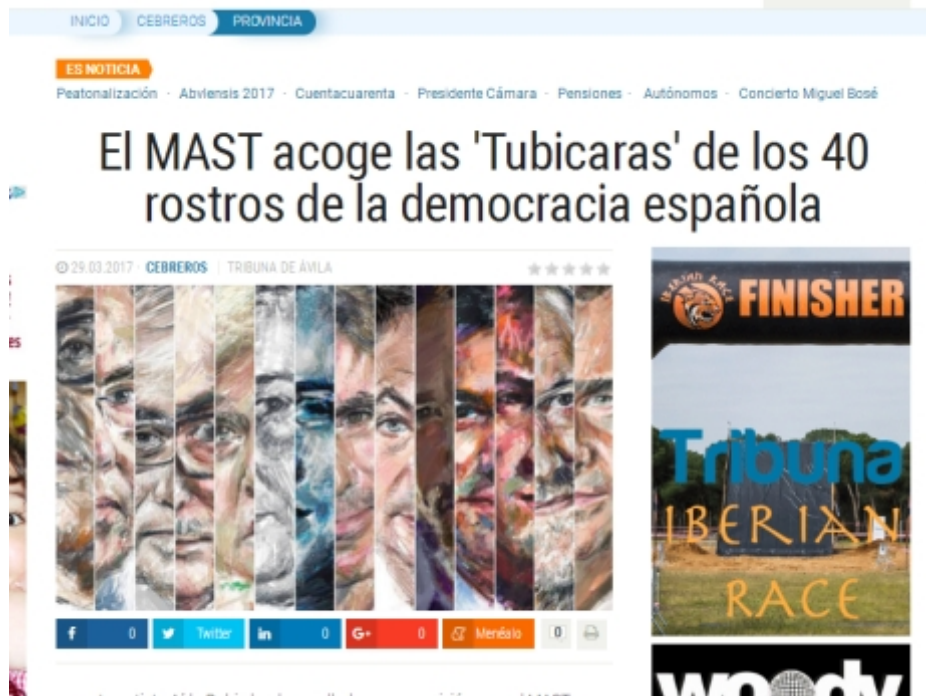 INICIO CEBREROS PROVINCIA
ES NOTICIA
Peatonalización · Abvlensis 2017 · Cuentacuarenta · Presidente Cámara · Pensiones · Autónomos · Concierto Miguel Bosé
El MAST acoge las 'Tubicaras' de los 40
rostros de la democracia española
29.03.2017 · CEBREROS | TRIBUNA DE ÁVILA
IBERIAN RACE
FINISHER
Tribuna
IBERIAN
RACE
f 0 Twitter in 0 G+ 0 Menéalo 0
woody